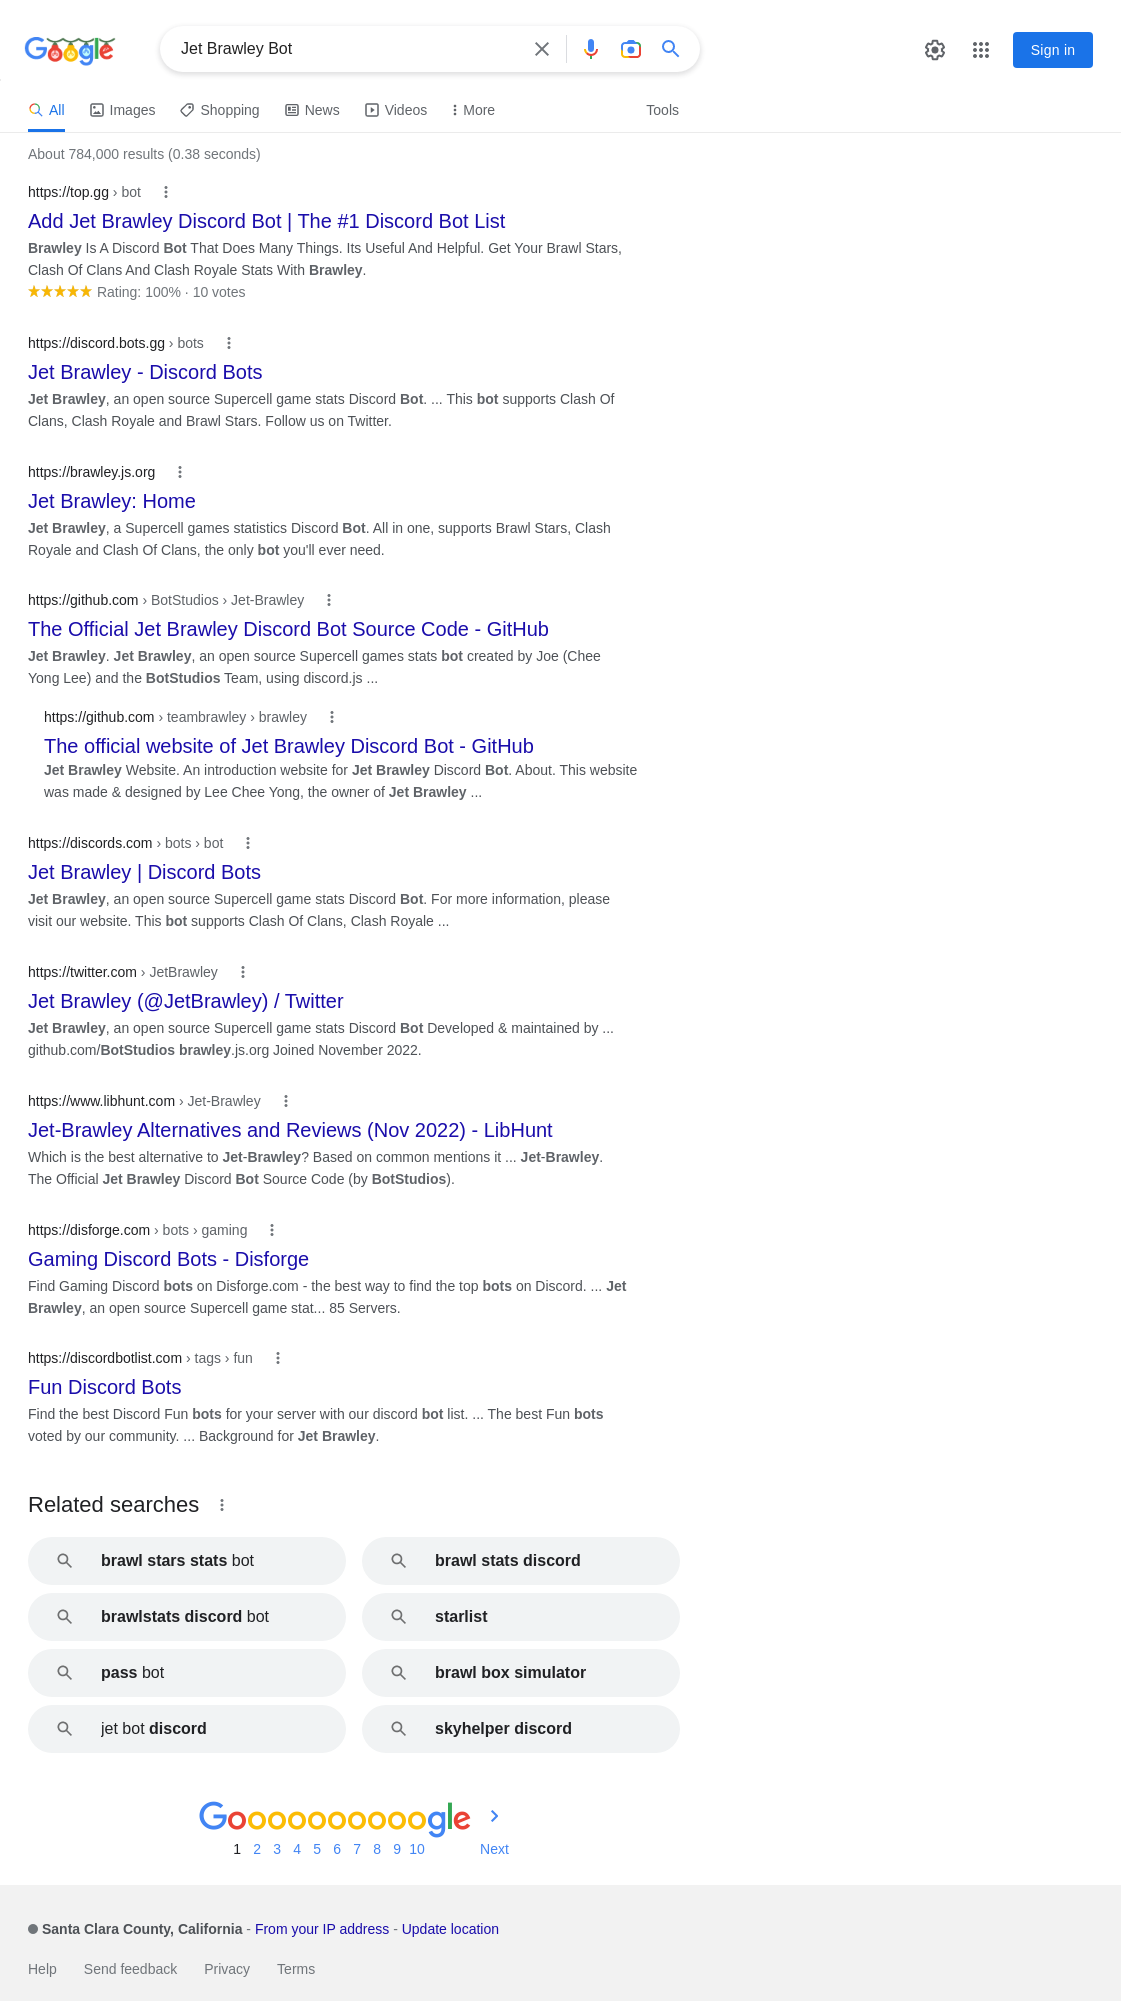 Google
Jet Brawley Bot
Sign in
All
Images
Shopping
News
Videos
More
Tools
About 784,000 results (0.38 seconds)
https://top.gg › bot
Add Jet Brawley Discord Bot | The #1 Discord Bot List
Brawley Is A Discord Bot That Does Many Things. Its Useful And Helpful. Get Your Brawl Stars,
Clash Of Clans And Clash Royale Stats With Brawley.
Rating: 100% · 10 votes
https://discord.bots.gg › bots
Jet Brawley - Discord Bots
Jet Brawley, an open source Supercell game stats Discord Bot. ... This bot supports Clash Of
Clans, Clash Royale and Brawl Stars. Follow us on Twitter.
https://brawley.js.org
Jet Brawley: Home
Jet Brawley, a Supercell games statistics Discord Bot. All in one, supports Brawl Stars, Clash
Royale and Clash Of Clans, the only bot you'll ever need.
https://github.com › BotStudios › Jet-Brawley
The Official Jet Brawley Discord Bot Source Code - GitHub
Jet Brawley. Jet Brawley, an open source Supercell games stats bot created by Joe (Chee
Yong Lee) and the BotStudios Team, using discord.js ...
https://github.com › teambrawley › brawley
The official website of Jet Brawley Discord Bot - GitHub
Jet Brawley Website. An introduction website for Jet Brawley Discord Bot. About. This website
was made & designed by Lee Chee Yong, the owner of Jet Brawley ...
https://discords.com › bots › bot
Jet Brawley | Discord Bots
Jet Brawley, an open source Supercell game stats Discord Bot. For more information, please
visit our website. This bot supports Clash Of Clans, Clash Royale ...
https://twitter.com › JetBrawley
Jet Brawley (@JetBrawley) / Twitter
Jet Brawley, an open source Supercell game stats Discord Bot Developed & maintained by ...
github.com/BotStudios brawley.js.org Joined November 2022.
https://www.libhunt.com › Jet-Brawley
Jet-Brawley Alternatives and Reviews (Nov 2022) - LibHunt
Which is the best alternative to Jet-Brawley? Based on common mentions it ... Jet-Brawley.
The Official Jet Brawley Discord Bot Source Code (by BotStudios).
https://disforge.com › bots › gaming
Gaming Discord Bots - Disforge
Find Gaming Discord bots on Disforge.com - the best way to find the top bots on Discord. ... Jet
Brawley, an open source Supercell game stat... 85 Servers.
https://discordbotlist.com › tags › fun
Fun Discord Bots
Find the best Discord Fun bots for your server with our discord bot list. ... The best Fun bots
voted by our community. ... Background for Jet Brawley.
Related searches
brawl stars stats bot
brawl stats discord
brawlstats discord bot
starlist
pass bot
brawl box simulator
jet bot discord
skyhelper discord
Goooooooooogle
1 2 3 4 5 6 7 8 9 10 Next
Santa Clara County, California - From your IP address - Update location
Help Send feedback Privacy Terms